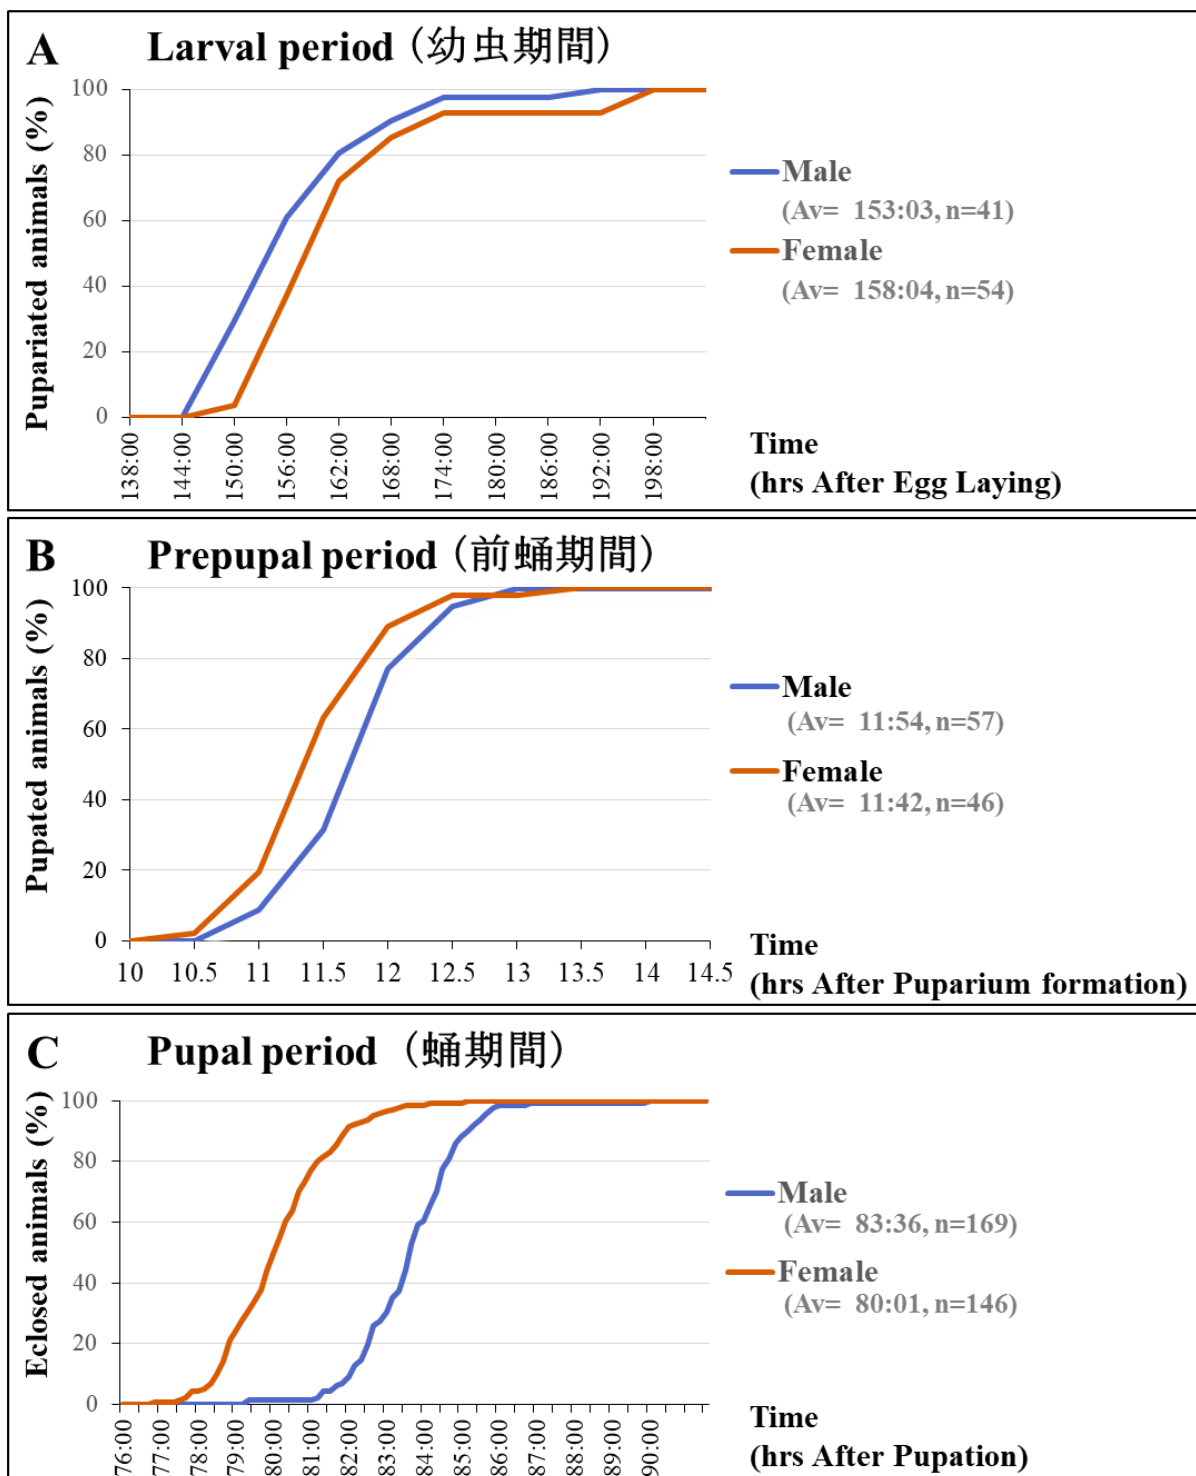 A Larval period (幼虫期間)
Pupariated animals (%)
100
80
60
40
20
0
138:00
144:00
150:00
156:00
162:00
168:00
174:00
180:00
186:00
192:00
198:00
Male
(Av= 153:03, n=41)
Female
(Av= 158:04, n=54)
Time
(hrs After Egg Laying)
B Prepupal period (前蛹期間)
Pupated animals (%)
100
80
60
40
20
0
10 10.5 11 11.5 12 12.5 13 13.5 14 14.5
Male
(Av= 11:54, n=57)
Female
(Av= 11:42, n=46)
Time
(hrs After Puparium formation)
C Pupal period (蛹期間)
Eclosed animals (%)
100
80
60
40
20
0
76:00
77:00
78:00
79:00
80:00
81:00
82:00
83:00
84:00
85:00
86:00
87:00
88:00
89:00
90:00
Male
(Av= 83:36, n=169)
Female
(Av= 80:01, n=146)
Time
(hrs After Pupation)